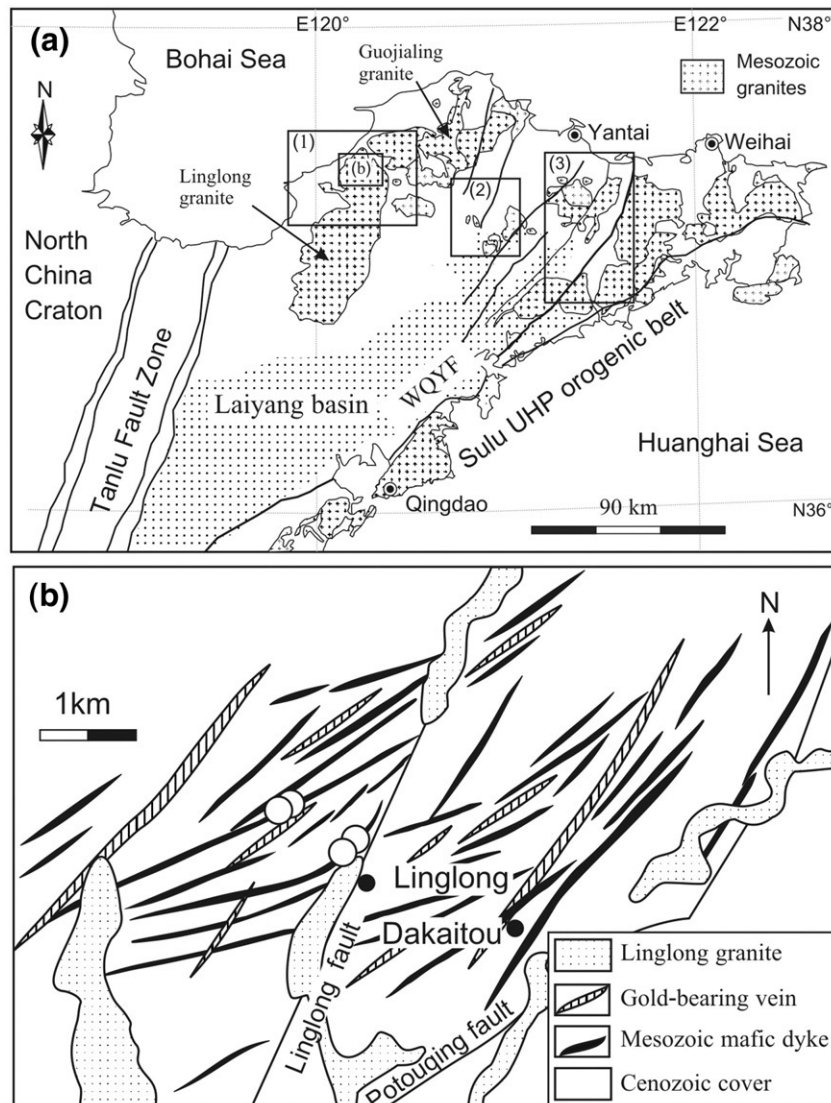 (a)
E120°
E122°
N38°
Bohai Sea
Guojialing
granite
Mesozoic
granites
N
(1)
(b)
Yantai
Weihai
(2)
(3)
Linglong
granite
North
China
Craton
Tanlu Fault Zone
Laiyang basin
WQYF
Sulu UHP orogenic belt
Huanghai Sea
Qingdao
N36°
90 km
(b)
N
1km
Linglong
Dakaitou
Linglong fault
Potouqing fault
Linglong granite
Gold-bearing vein
Mesozoic mafic dyke
Cenozoic cover